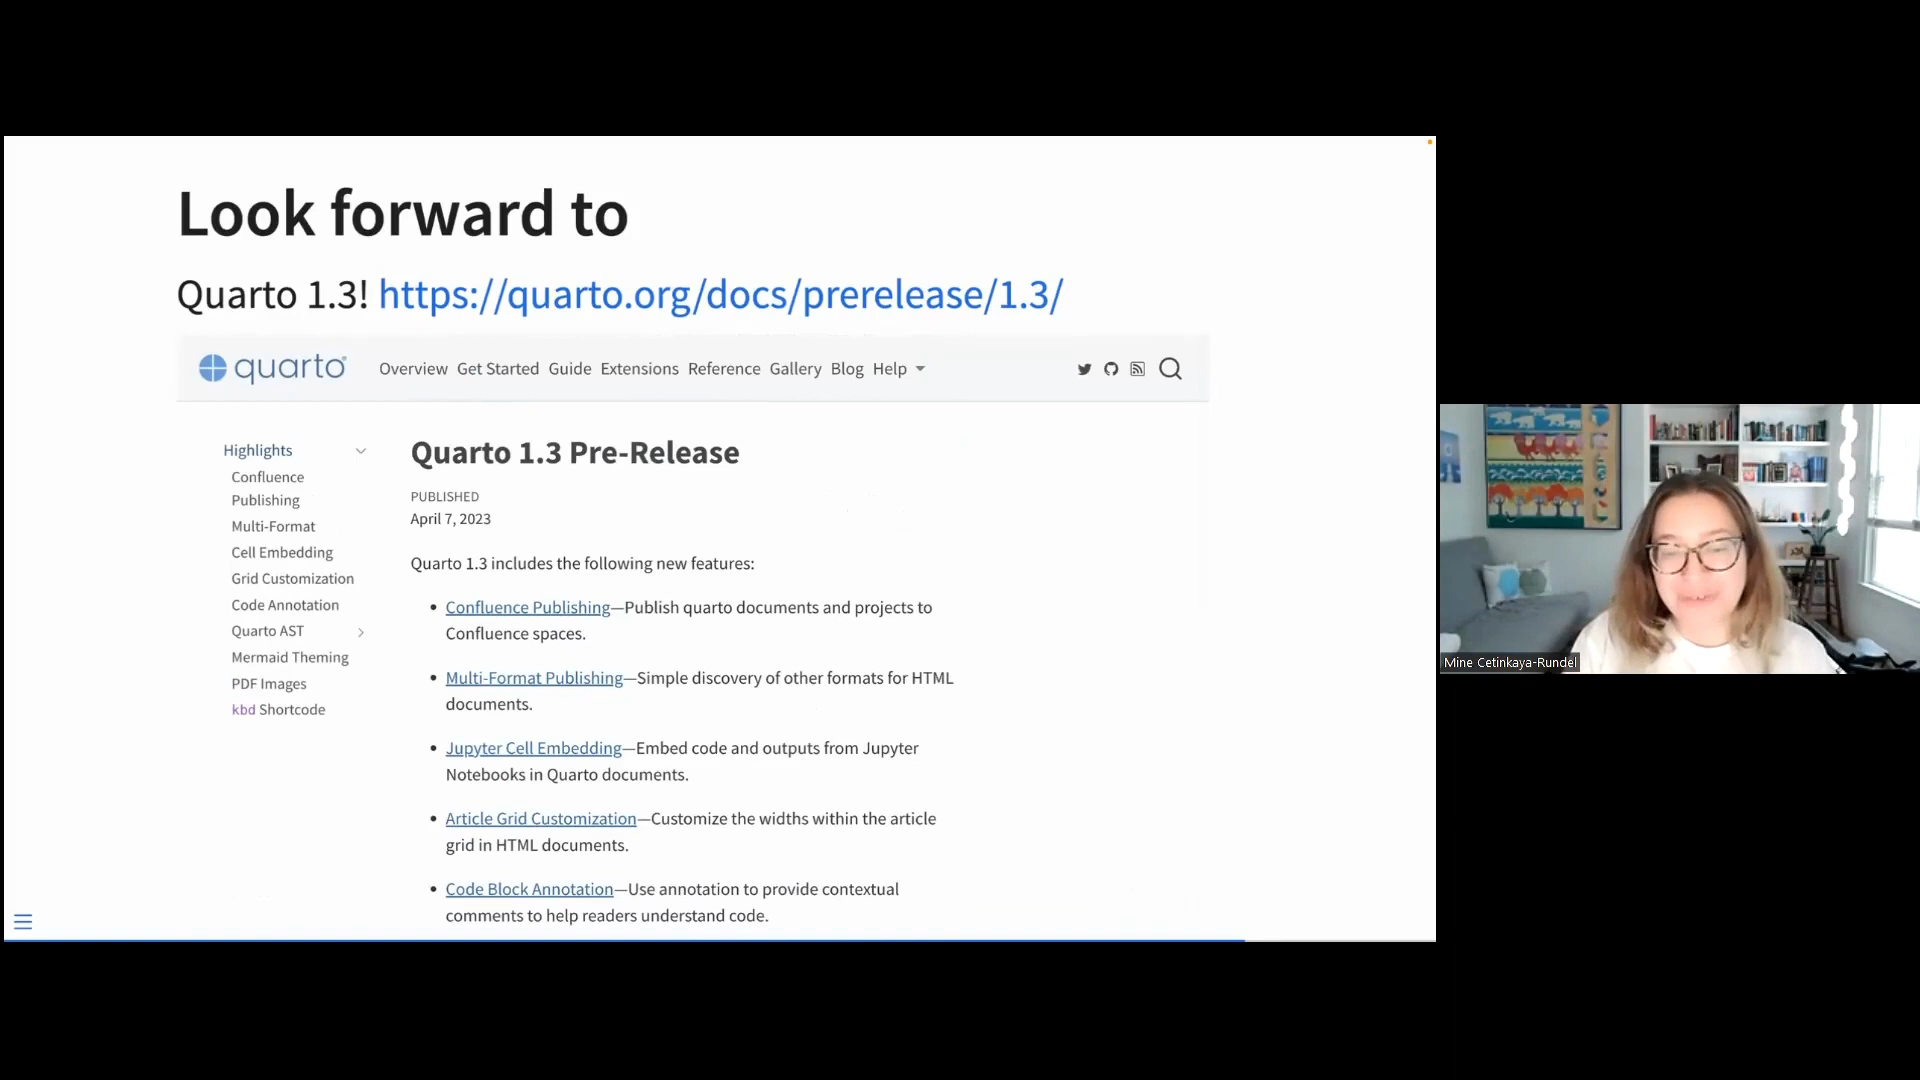 Look forward to
Quarto 1.3! https://quarto.org/docs/prerelease/1.3/
quarto
Overview Get Started Guide Extensions Reference Gallery Blog Help
Highlights
Confluence
Publishing
Multi-Format
Cell Embedding
Grid Customization
Code Annotation
Quarto AST
Mermaid Theming
PDF Images
kbd Shortcode
Quarto 1.3 Pre-Release
PUBLISHED
April 7, 2023
Quarto 1.3 includes the following new features:
• Confluence Publishing—Publish quarto documents and projects to
Confluence spaces.
• Multi-Format Publishing—Simple discovery of other formats for HTML
documents.
• Jupyter Cell Embedding—Embed code and outputs from Jupyter
Notebooks in Quarto documents.
• Article Grid Customization—Customize the widths within the article
grid in HTML documents.
• Code Block Annotation—Use annotation to provide contextual
comments to help readers understand code.
Mine Cetinkaya-Rundel